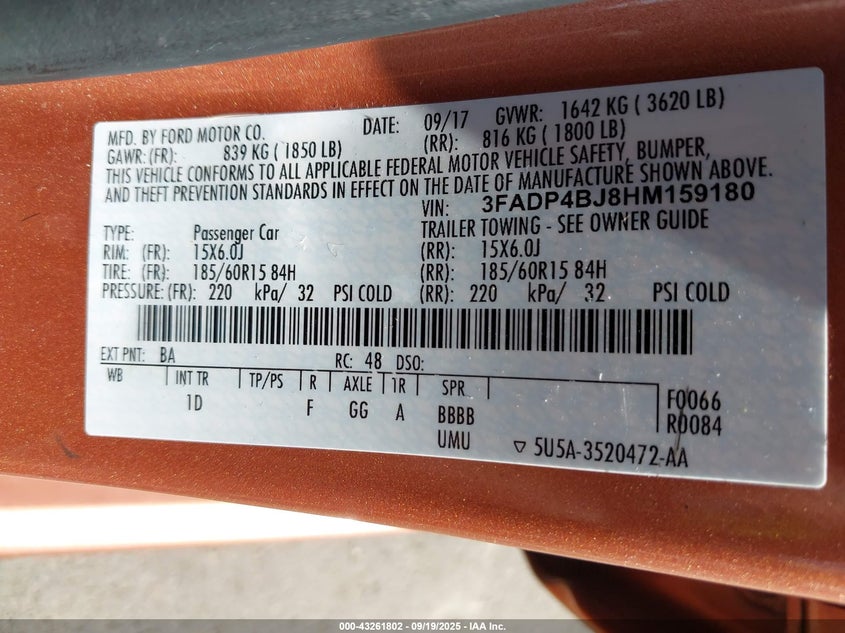 MFD. BY FORD MOTOR CO. DATE: 09/17 GVWR: 1642 KG ( 3620 LB)
GAWR: (FR): 839 KG ( 1850 LB) (RR): 816 KG ( 1800 LB)
THIS VEHICLE CONFORMS TO ALL APPLICABLE FEDERAL MOTOR VEHICLE SAFETY, BUMPER,
AND THEFT PREVENTION STANDARDS IN EFFECT ON THE DATE OF MANUFACTURE SHOWN ABOVE.
VIN: 3FADP4BJ8HM159180
TYPE: Passenger Car TRAILER TOWING - SEE OWNER GUIDE
RIM: (FR): 15X6.0J (RR): 15X6.0J
TIRE: (FR): 185/60R15 84H (RR): 185/60R15 84H
PRESSURE: (FR): 220 kPa/ 32 PSI COLD (RR): 220 kPa/ 32 PSI COLD
EXT PNT: BA RC: 48 DSO:
WB INT TR TP/PS R AXLE TR SPR
1D F GG A BBBB F0066
UMU R0084
▽ 5U5A-3520472-AA
000-43261802 - 09/19/2025 - IAA Inc.